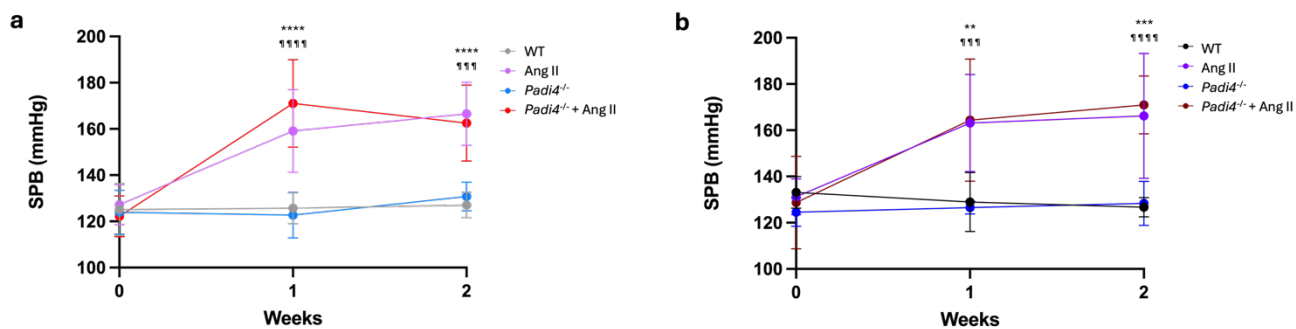 a
200
180
160
140
120
100
SPB (mmHg)
0
1
2
Weeks
****
¶¶¶¶
****
¶¶¶
WT
Ang II
Padi4-/-
Padi4-/- + Ang II
b
200
180
160
140
120
100
SPB (mmHg)
0
1
2
Weeks
**
¶¶¶
***
¶¶¶¶
WT
Ang II
Padi4-/-
Padi4-/- + Ang II